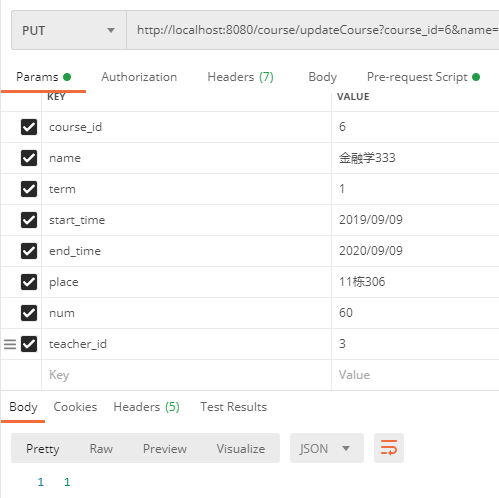 PUT http://localhost:8080/course/updateCourse?course_id=6&name=
Params Authorization Headers (7) Body Pre-request Script
KEY VALUE
course_id 6
name 金融学333
term 1
start_time 2019/09/09
end_time 2020/09/09
place 11栋306
num 60
teacher_id 3
Key Value
Body Cookies Headers (5) Test Results
Pretty Raw Preview Visualize JSON
1 1